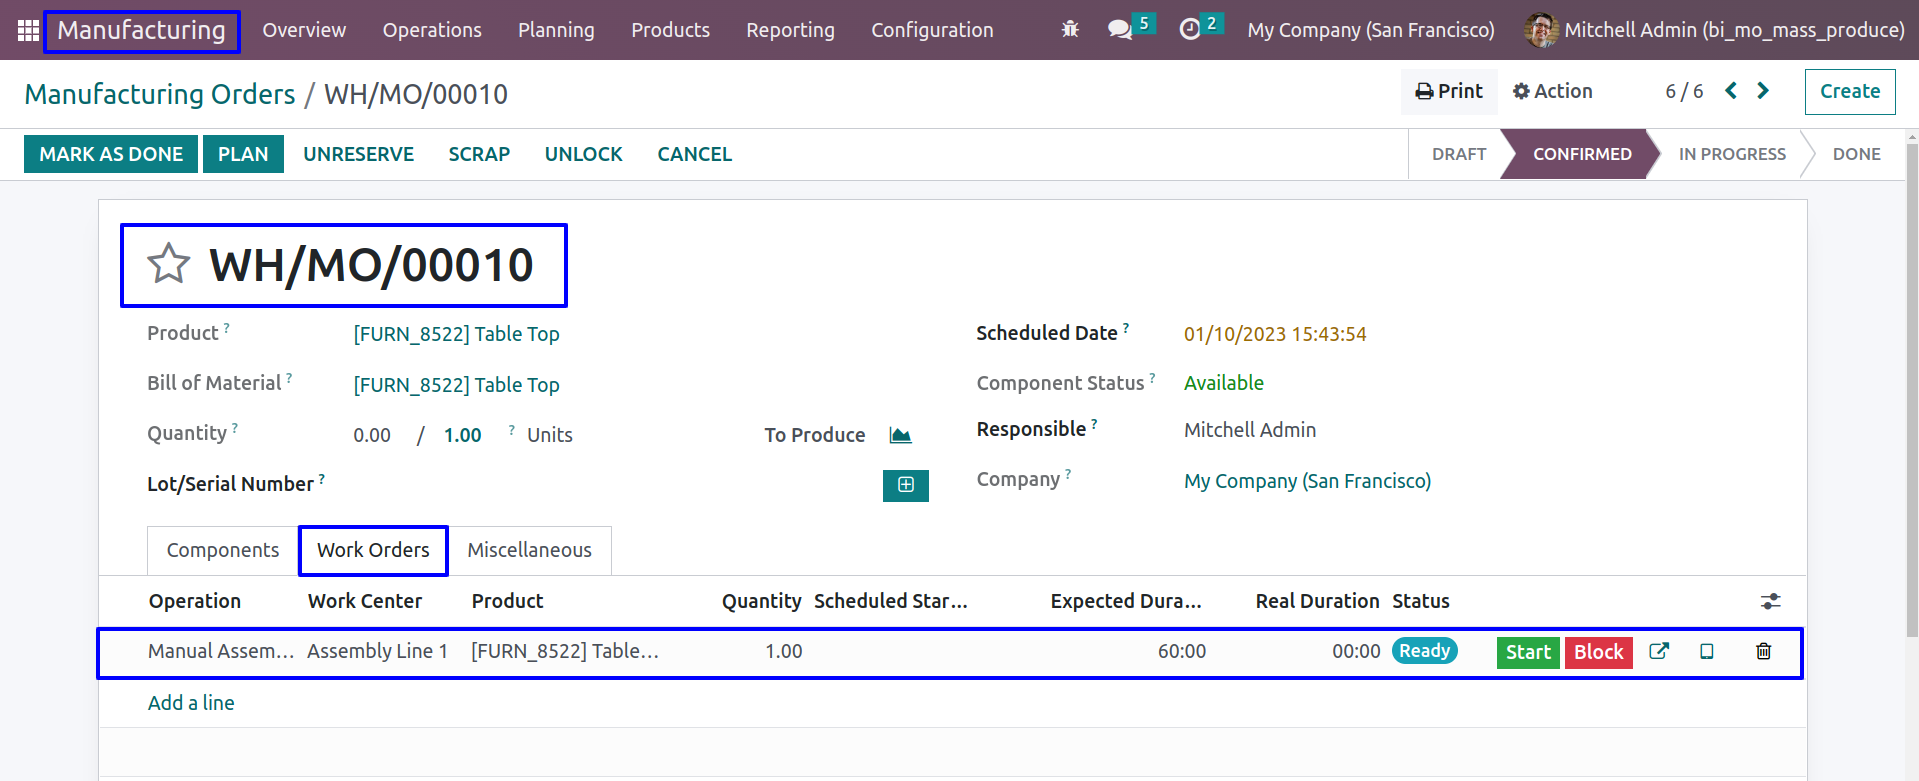 Manufacturing Overview Operations Planning Products Reporting Configuration 5 2 My Company (San Francisco) Mitchell Admin (bi_mo_mass_produce)
Manufacturing Orders / WH/MO/00010 Print Action 6 / 6 Create
MARK AS DONE PLAN UNRESERVE SCRAP UNLOCK CANCEL DRAFT CONFIRMED IN PROGRESS DONE
WH/MO/00010
Product ? [FURN_8522] Table Top Scheduled Date ? 01/10/2023 15:43:54
Bill of Material ? [FURN_8522] Table Top Component Status ? Available
Quantity ? 0.00 / 1.00 ? Units To Produce Responsible ? Mitchell Admin
Lot/Serial Number ? Company ? My Company (San Francisco)
Components Work Orders Miscellaneous
Operation Work Center Product Quantity Scheduled Star... Expected Dura... Real Duration Status
Manual Assem... Assembly Line 1 [FURN_8522] Table... 1.00 60:00 00:00 Ready Start Block
Add a line